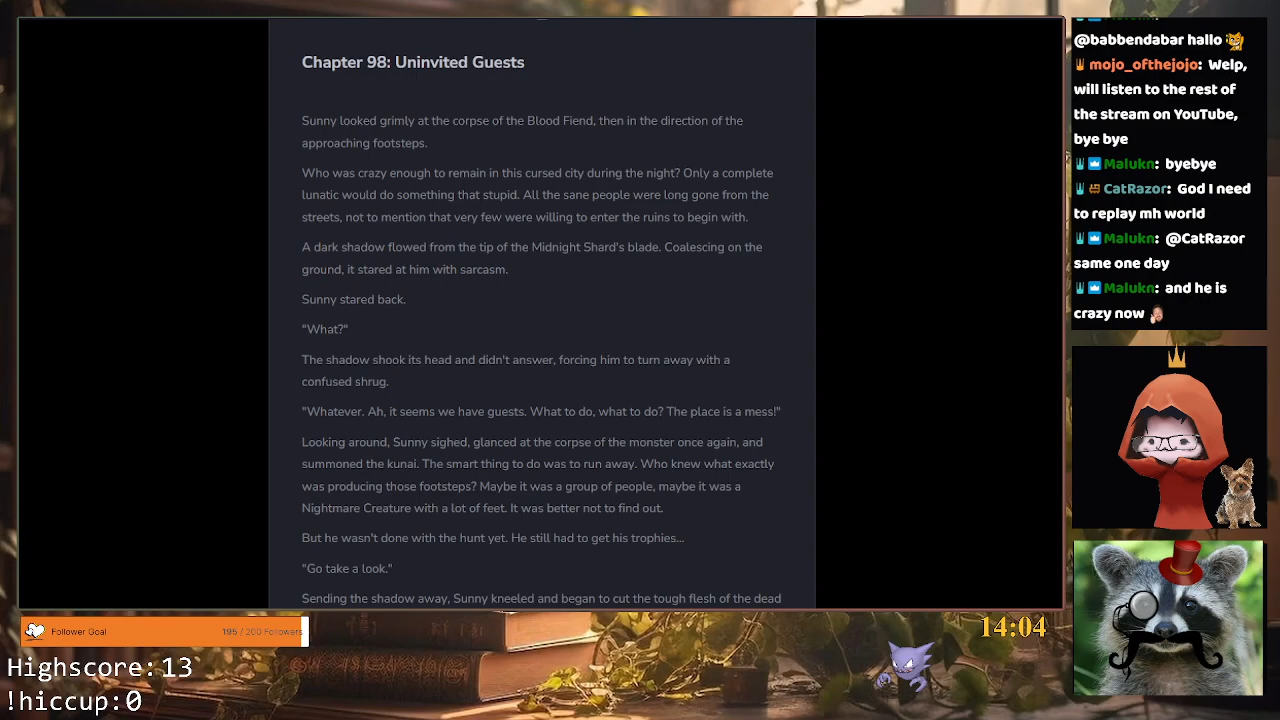 Chapter 98: Uninvited Guests
Sunny looked grimly at the corpse of the Blood Fiend, then in the direction of the
approaching footsteps.
Who was crazy enough to remain in this cursed city during the night? Only a complete
lunatic would do something that stupid. All the sane people were long gone from the
streets, not to mention that very few were willing to enter the ruins to begin with.
A dark shadow flowed from the tip of the Midnight Shard's blade. Coalescing on the
ground, it stared at him with sarcasm.
Sunny stared back.
"What?"
The shadow shook its head and didn't answer, forcing him to turn away with a
confused shrug.
"Whatever. Ah, it seems we have guests. What to do, what to do? The place is a mess!"
Looking around, Sunny sighed, glanced at the corpse of the monster once again, and
summoned the kunai. The smart thing to do was to run away. Who knew what exactly
was producing those footsteps? Maybe it was a group of people, maybe it was a
Nightmare Creature with a lot of feet. It was better not to find out.
But he wasn't done with the hunt yet. He still had to get his trophies...
"Go take a look."
Sending the shadow away, Sunny kneeled and began to cut the tough flesh of the dead
@babbendabar hallo
mojo_ofthejojo: Welp,
will listen to the rest of
the stream on YouTube,
bye bye
Malukn: byebye
CatRazor: God I need
to replay mh world
Malukn: @CatRazor
same one day
Malukn: and he is
crazy now
Follower Goal
195 / 200 Followers
14:04
Highscore:13
!hiccup:0